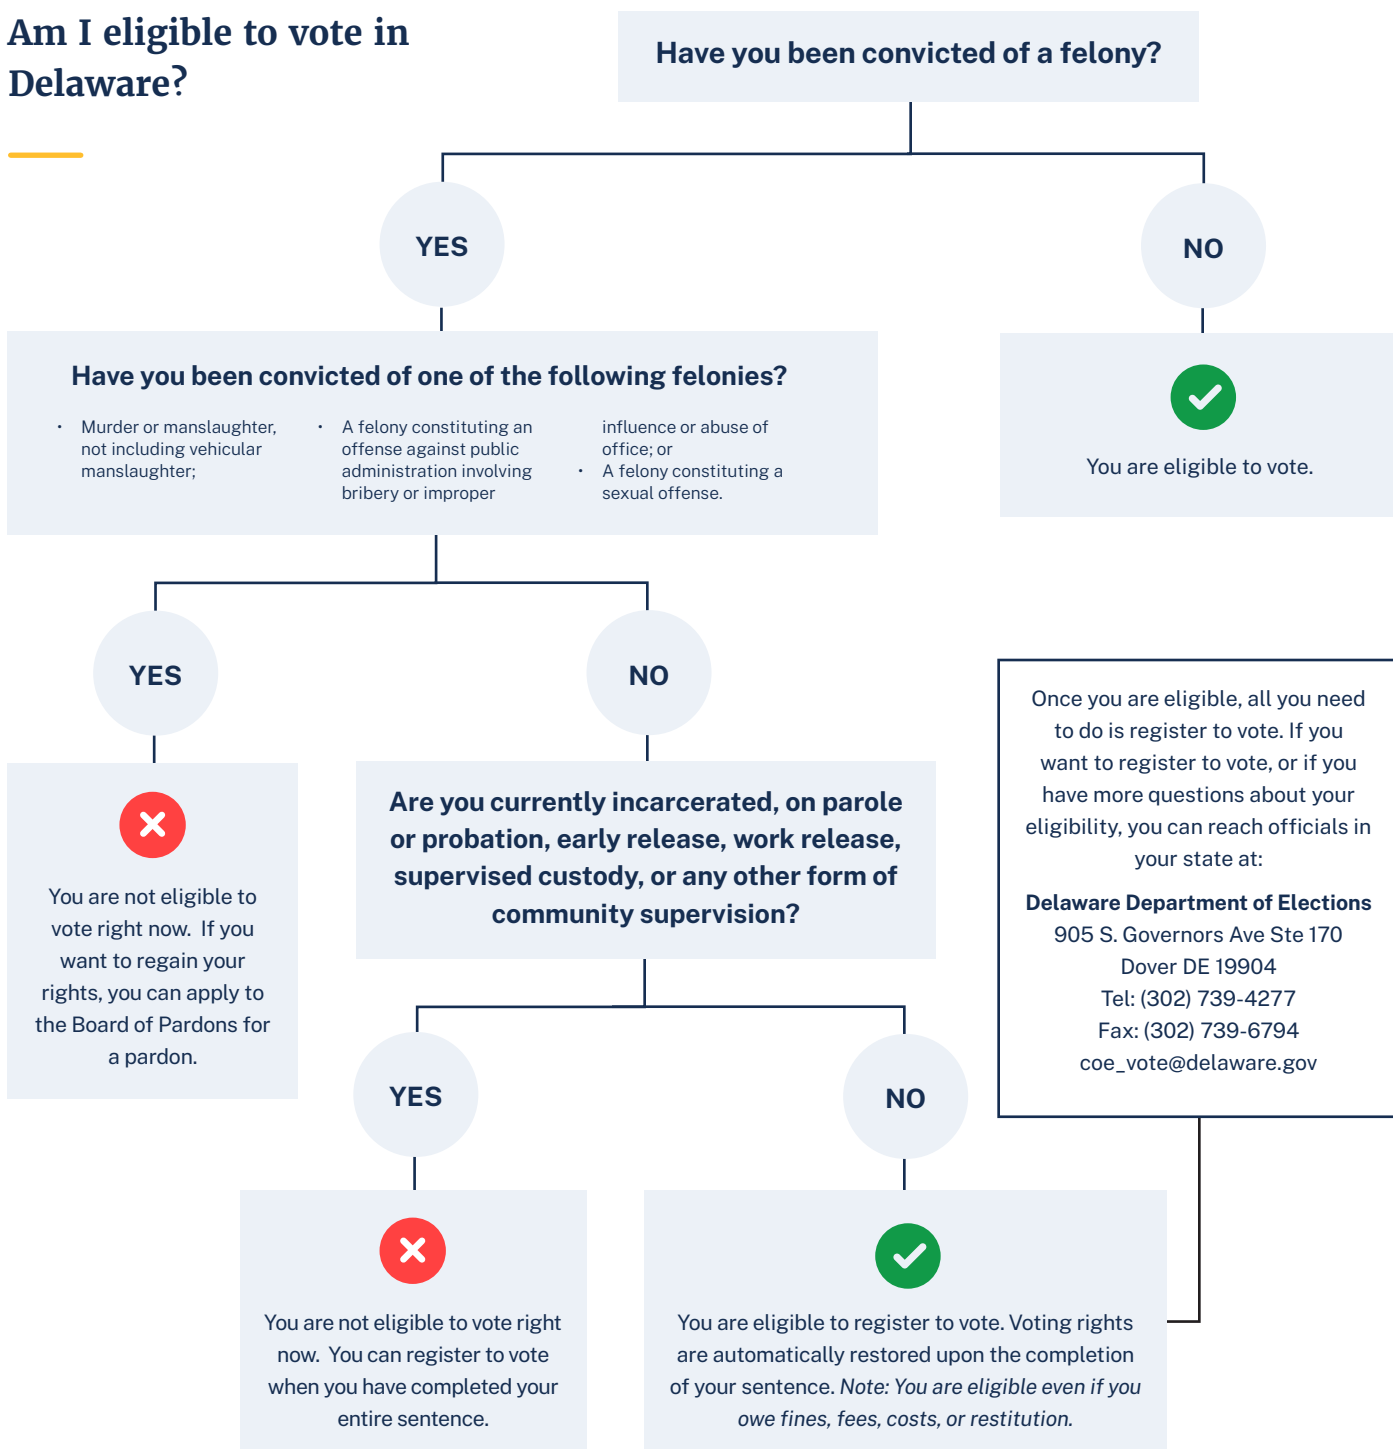 Am I eligible to vote in
Delaware?
Have you been convicted of a felony?
YES
NO
Have you been convicted of one of the following felonies?
• Murder or manslaughter,
not including vehicular
manslaughter;
• A felony constituting an
offense against public
administration involving
bribery or improper
influence or abuse of
office; or
• A felony constituting a
sexual offense.
You are eligible to vote.
YES
NO
You are not eligible to
vote right now. If you
want to regain your
rights, you can apply to
the Board of Pardons for
a pardon.
Are you currently incarcerated, on parole
or probation, early release, work release,
supervised custody, or any other form of
community supervision?
Once you are eligible, all you need
to do is register to vote. If you
want to register to vote, or if you
have more questions about your
eligibility, you can reach officials in
your state at:
Delaware Department of Elections
905 S. Governors Ave Ste 170
Dover DE 19904
Tel: (302) 739-4277
Fax: (302) 739-6794
coe_vote@delaware.gov
YES
NO
You are not eligible to vote right
now. You can register to vote
when you have completed your
entire sentence.
You are eligible to register to vote. Voting rights
are automatically restored upon the completion
of your sentence. Note: You are eligible even if you
owe fines, fees, costs, or restitution.